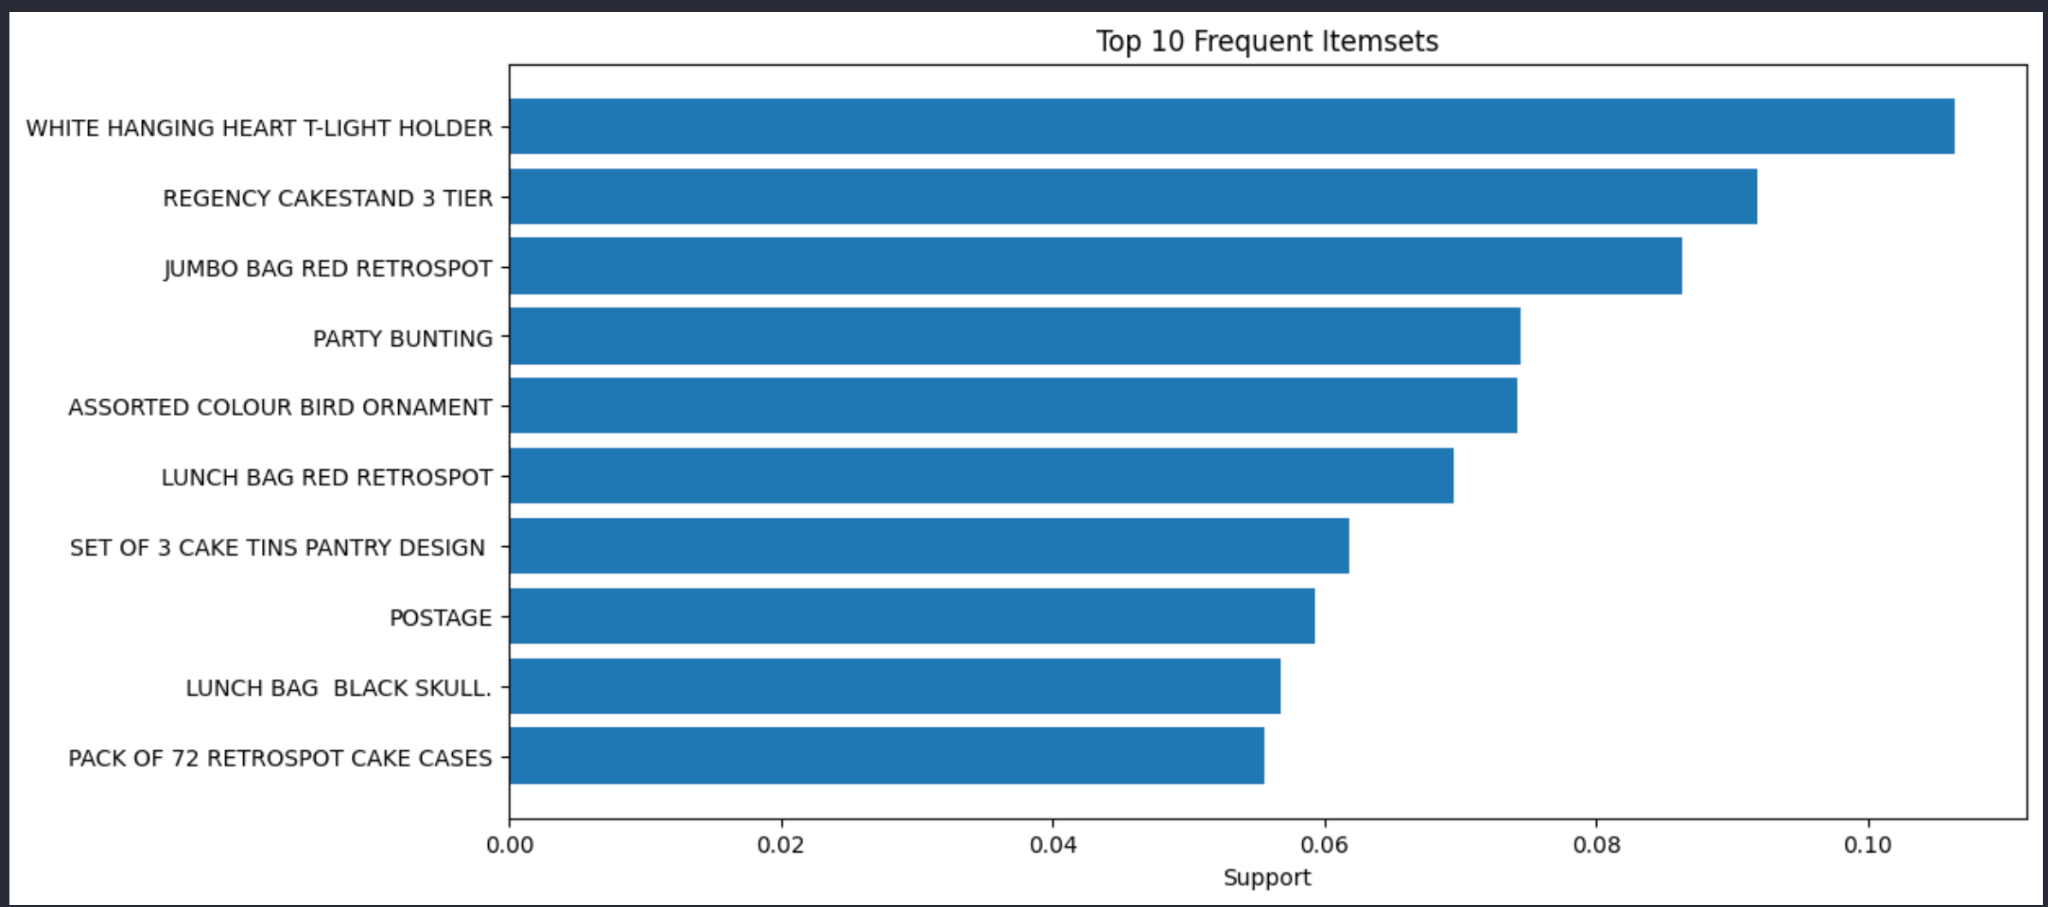 Top 10 Frequent Itemsets
WHITE HANGING HEART T-LIGHT HOLDER
REGENCY CAKESTAND 3 TIER
JUMBO BAG RED RETROSPOT
PARTY BUNTING
ASSORTED COLOUR BIRD ORNAMENT
LUNCH BAG RED RETROSPOT
SET OF 3 CAKE TINS PANTRY DESIGN
POSTAGE
LUNCH BAG  BLACK SKULL.
PACK OF 72 RETROSPOT CAKE CASES
0.00 0.02 0.04 0.06 0.08 0.10
Support